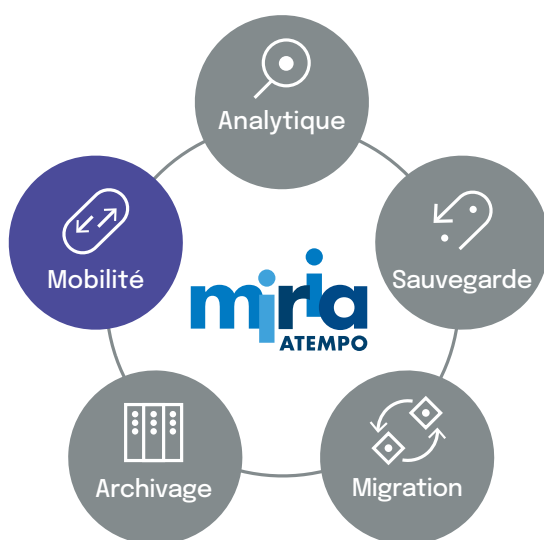 Analytique
Mobilité
Sauvegarde
miria
ATEMPO
Archivage
Migration